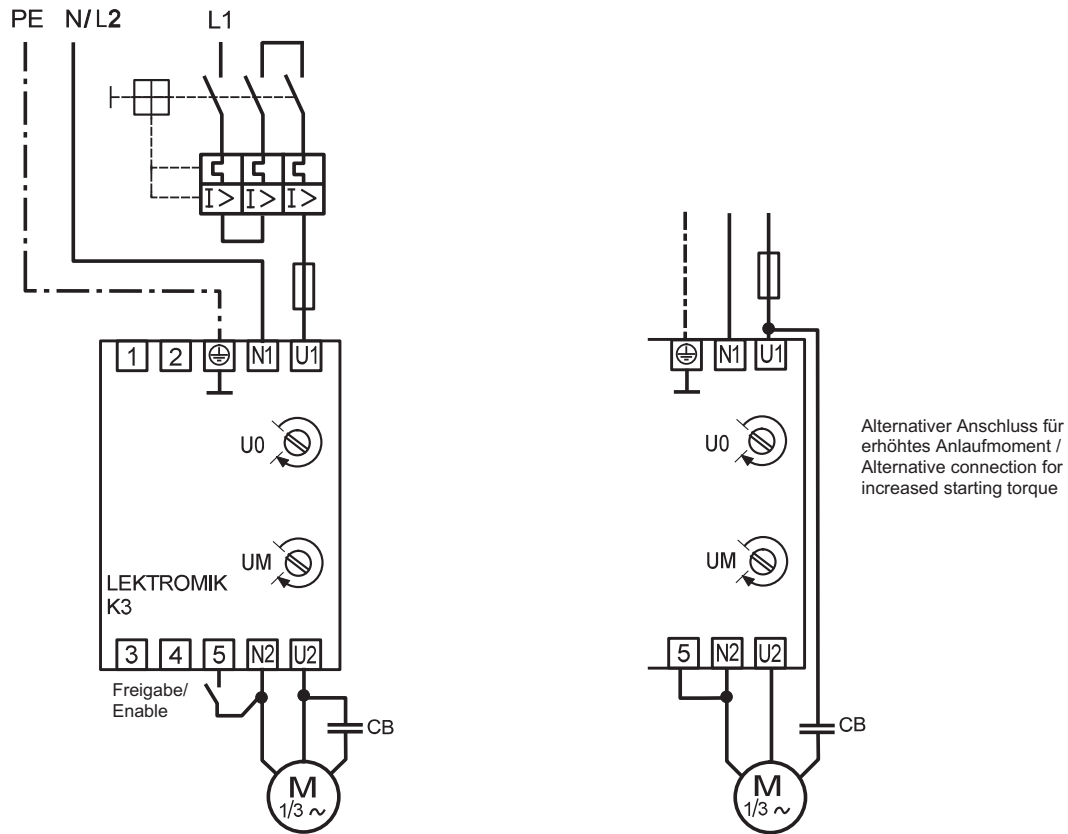 PE N/L2 L1
I> I> I>
1 2 N1 U1
U0
UM
LEKTROMIK
K3
3 4 5 N2 U2
Freigabe/
Enable
CB
M
1/3 ~
N1 U1
U0
UM
5 N2 U2
CB
M
1/3 ~
Alternativer Anschluss für
erhöhtes Anlaufmoment /
Alternative connection for
increased starting torque